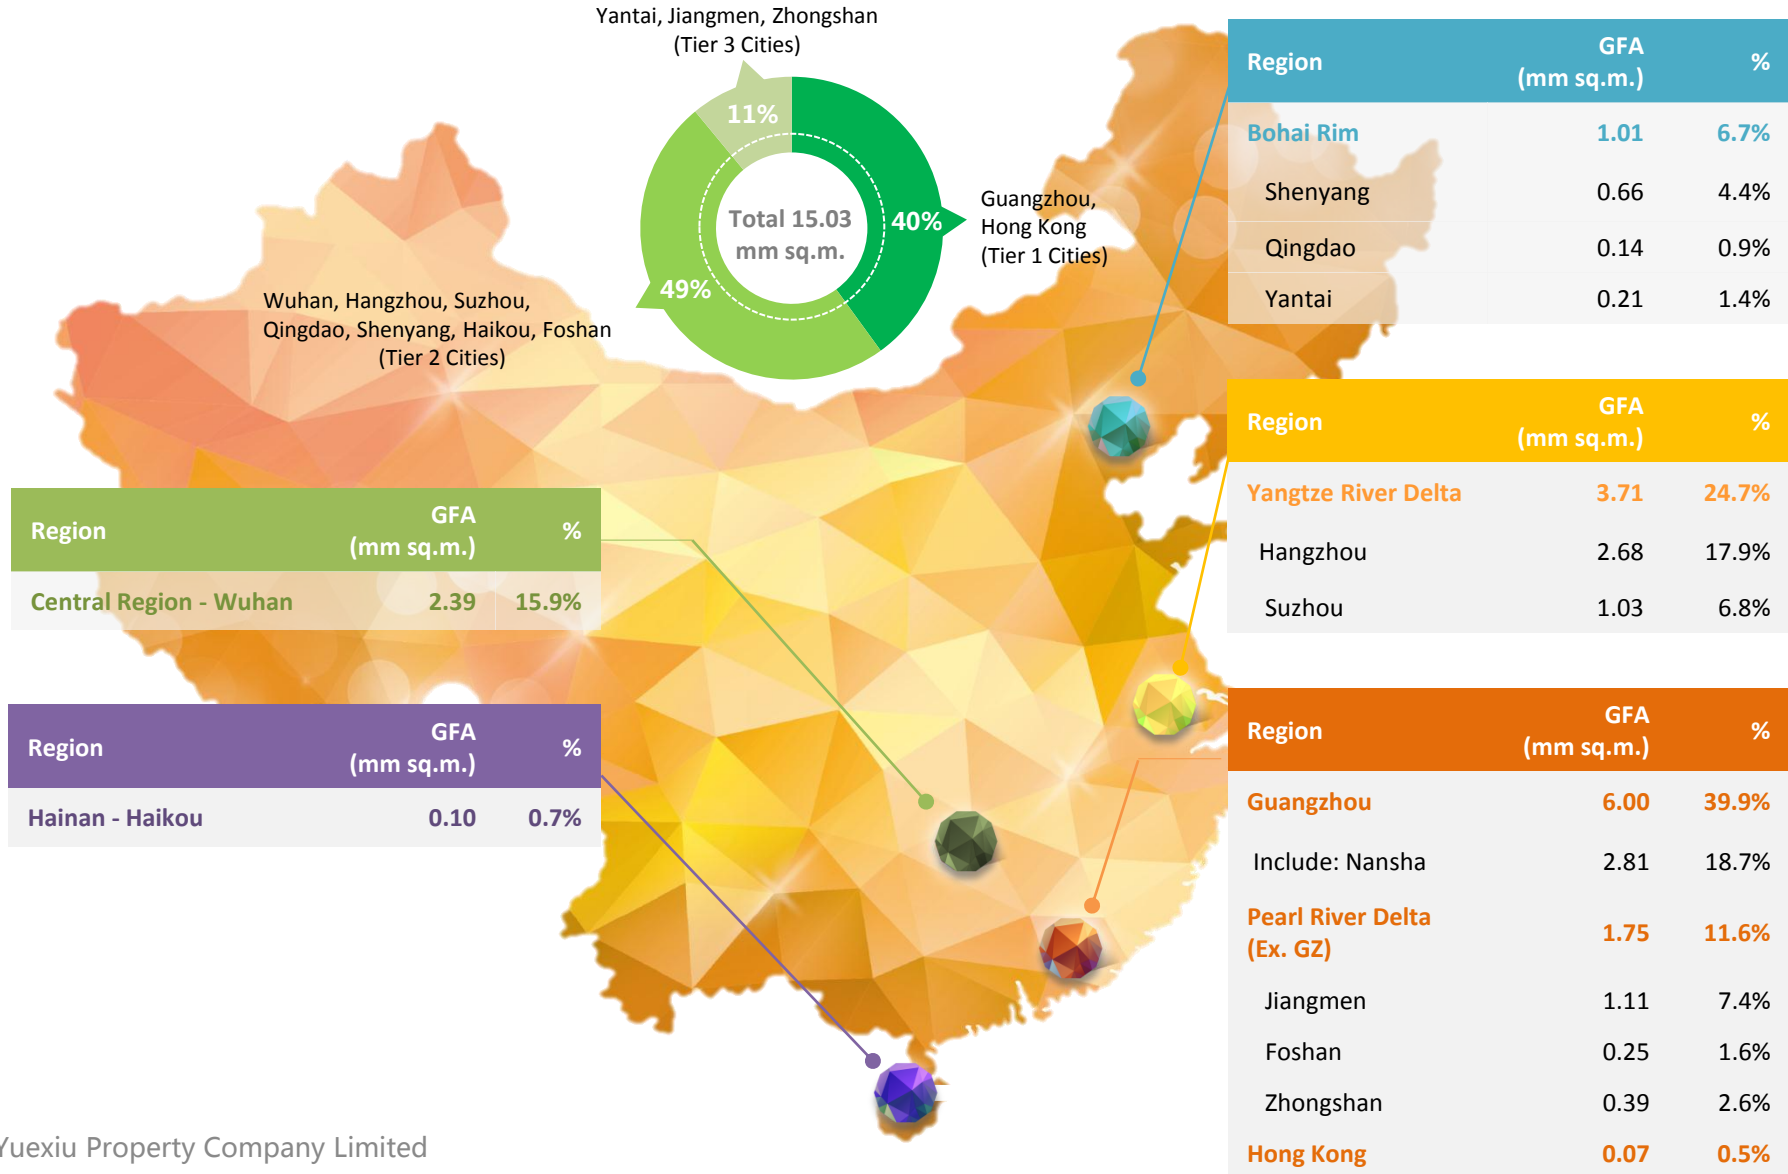 Yantai, Jiangmen, Zhongshan
(Tier 3 Cities)
11%
Total 15.03
mm sq.m.
40%
49%
Guangzhou,
Hong Kong
(Tier 1 Cities)
Wuhan, Hangzhou, Suzhou,
Qingdao, Shenyang, Haikou, Foshan
(Tier 2 Cities)
Region GFA (mm sq.m.) %
Bohai Rim 1.01 6.7%
Shenyang 0.66 4.4%
Qingdao 0.14 0.9%
Yantai 0.21 1.4%
Region GFA (mm sq.m.) %
Yangtze River Delta 3.71 24.7%
Hangzhou 2.68 17.9%
Suzhou 1.03 6.8%
Region GFA (mm sq.m.) %
Central Region - Wuhan 2.39 15.9%
Region GFA (mm sq.m.) %
Hainan - Haikou 0.10 0.7%
Region GFA (mm sq.m.) %
Guangzhou 6.00 39.9%
Include: Nansha 2.81 18.7%
Pearl River Delta
(Ex. GZ) 1.75 11.6%
Jiangmen 1.11 7.4%
Foshan 0.25 1.6%
Zhongshan 0.39 2.6%
Hong Kong 0.07 0.5%
Yuexiu Property Company Limited